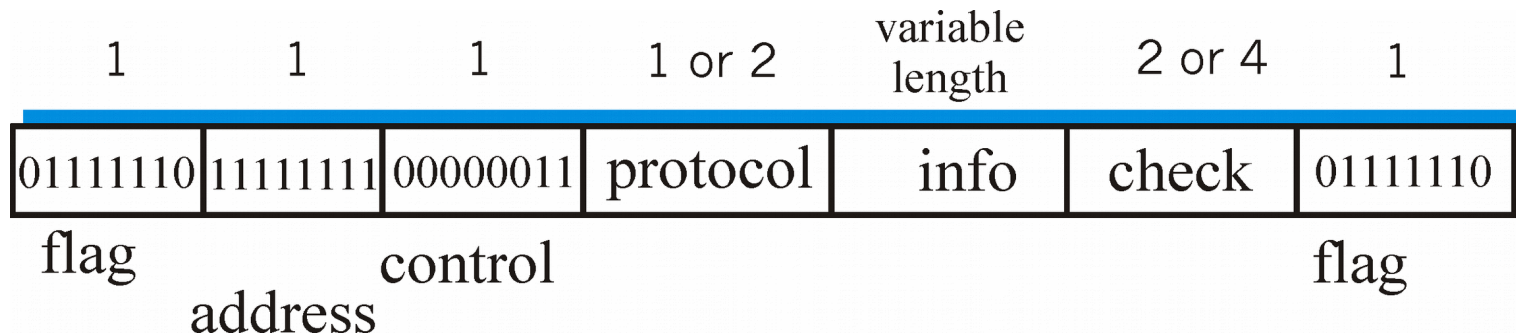 1 1 1 1 or 2 variable length 2 or 4 1
01111110 11111111 00000011 protocol info check 01111110
flag address control flag